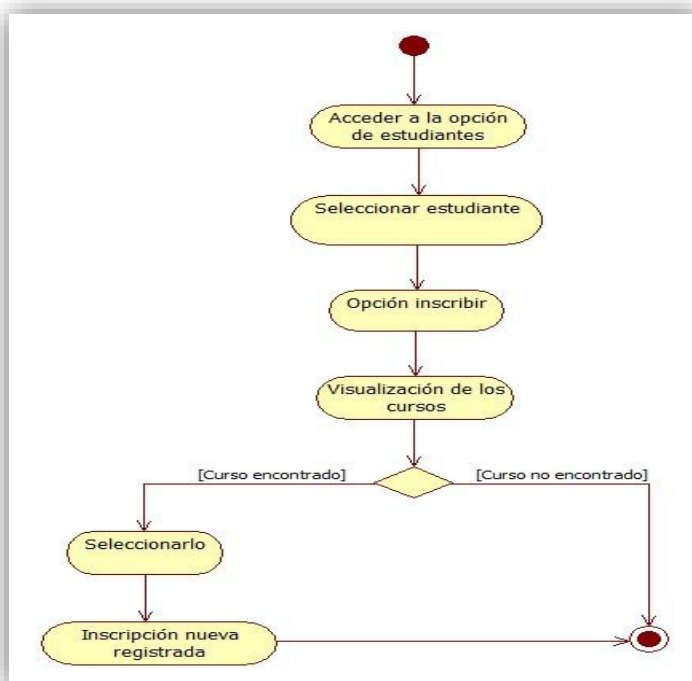 Acceder a la opción
de estudiantes
Seleccionar estudiante
Opción inscribir
Visualización de los
cursos
[Curso encontrado]
[Curso no encontrado]
Seleccionarlo
Inscripción nueva
registrada